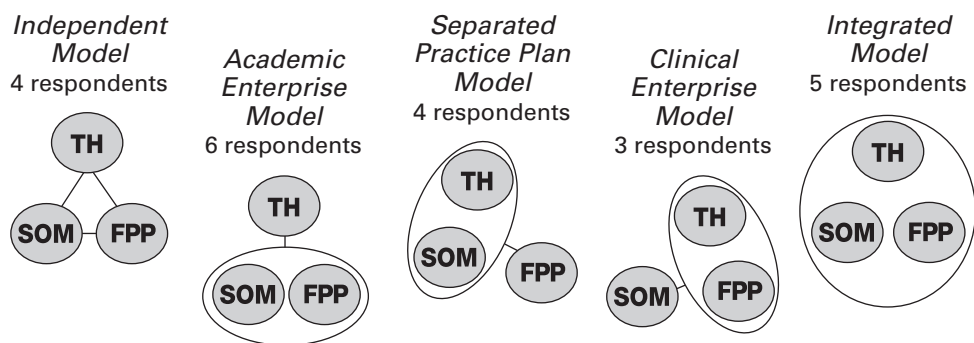 Independent
Model
4 respondents
TH
SOM
FPP
Academic
Enterprise
Model
6 respondents
TH
SOM
FPP
Separated
Practice Plan
Model
4 respondents
TH
SOM
FPP
Clinical
Enterprise
Model
3 respondents
TH
SOM
FPP
Integrated
Model
5 respondents
TH
SOM
FPP